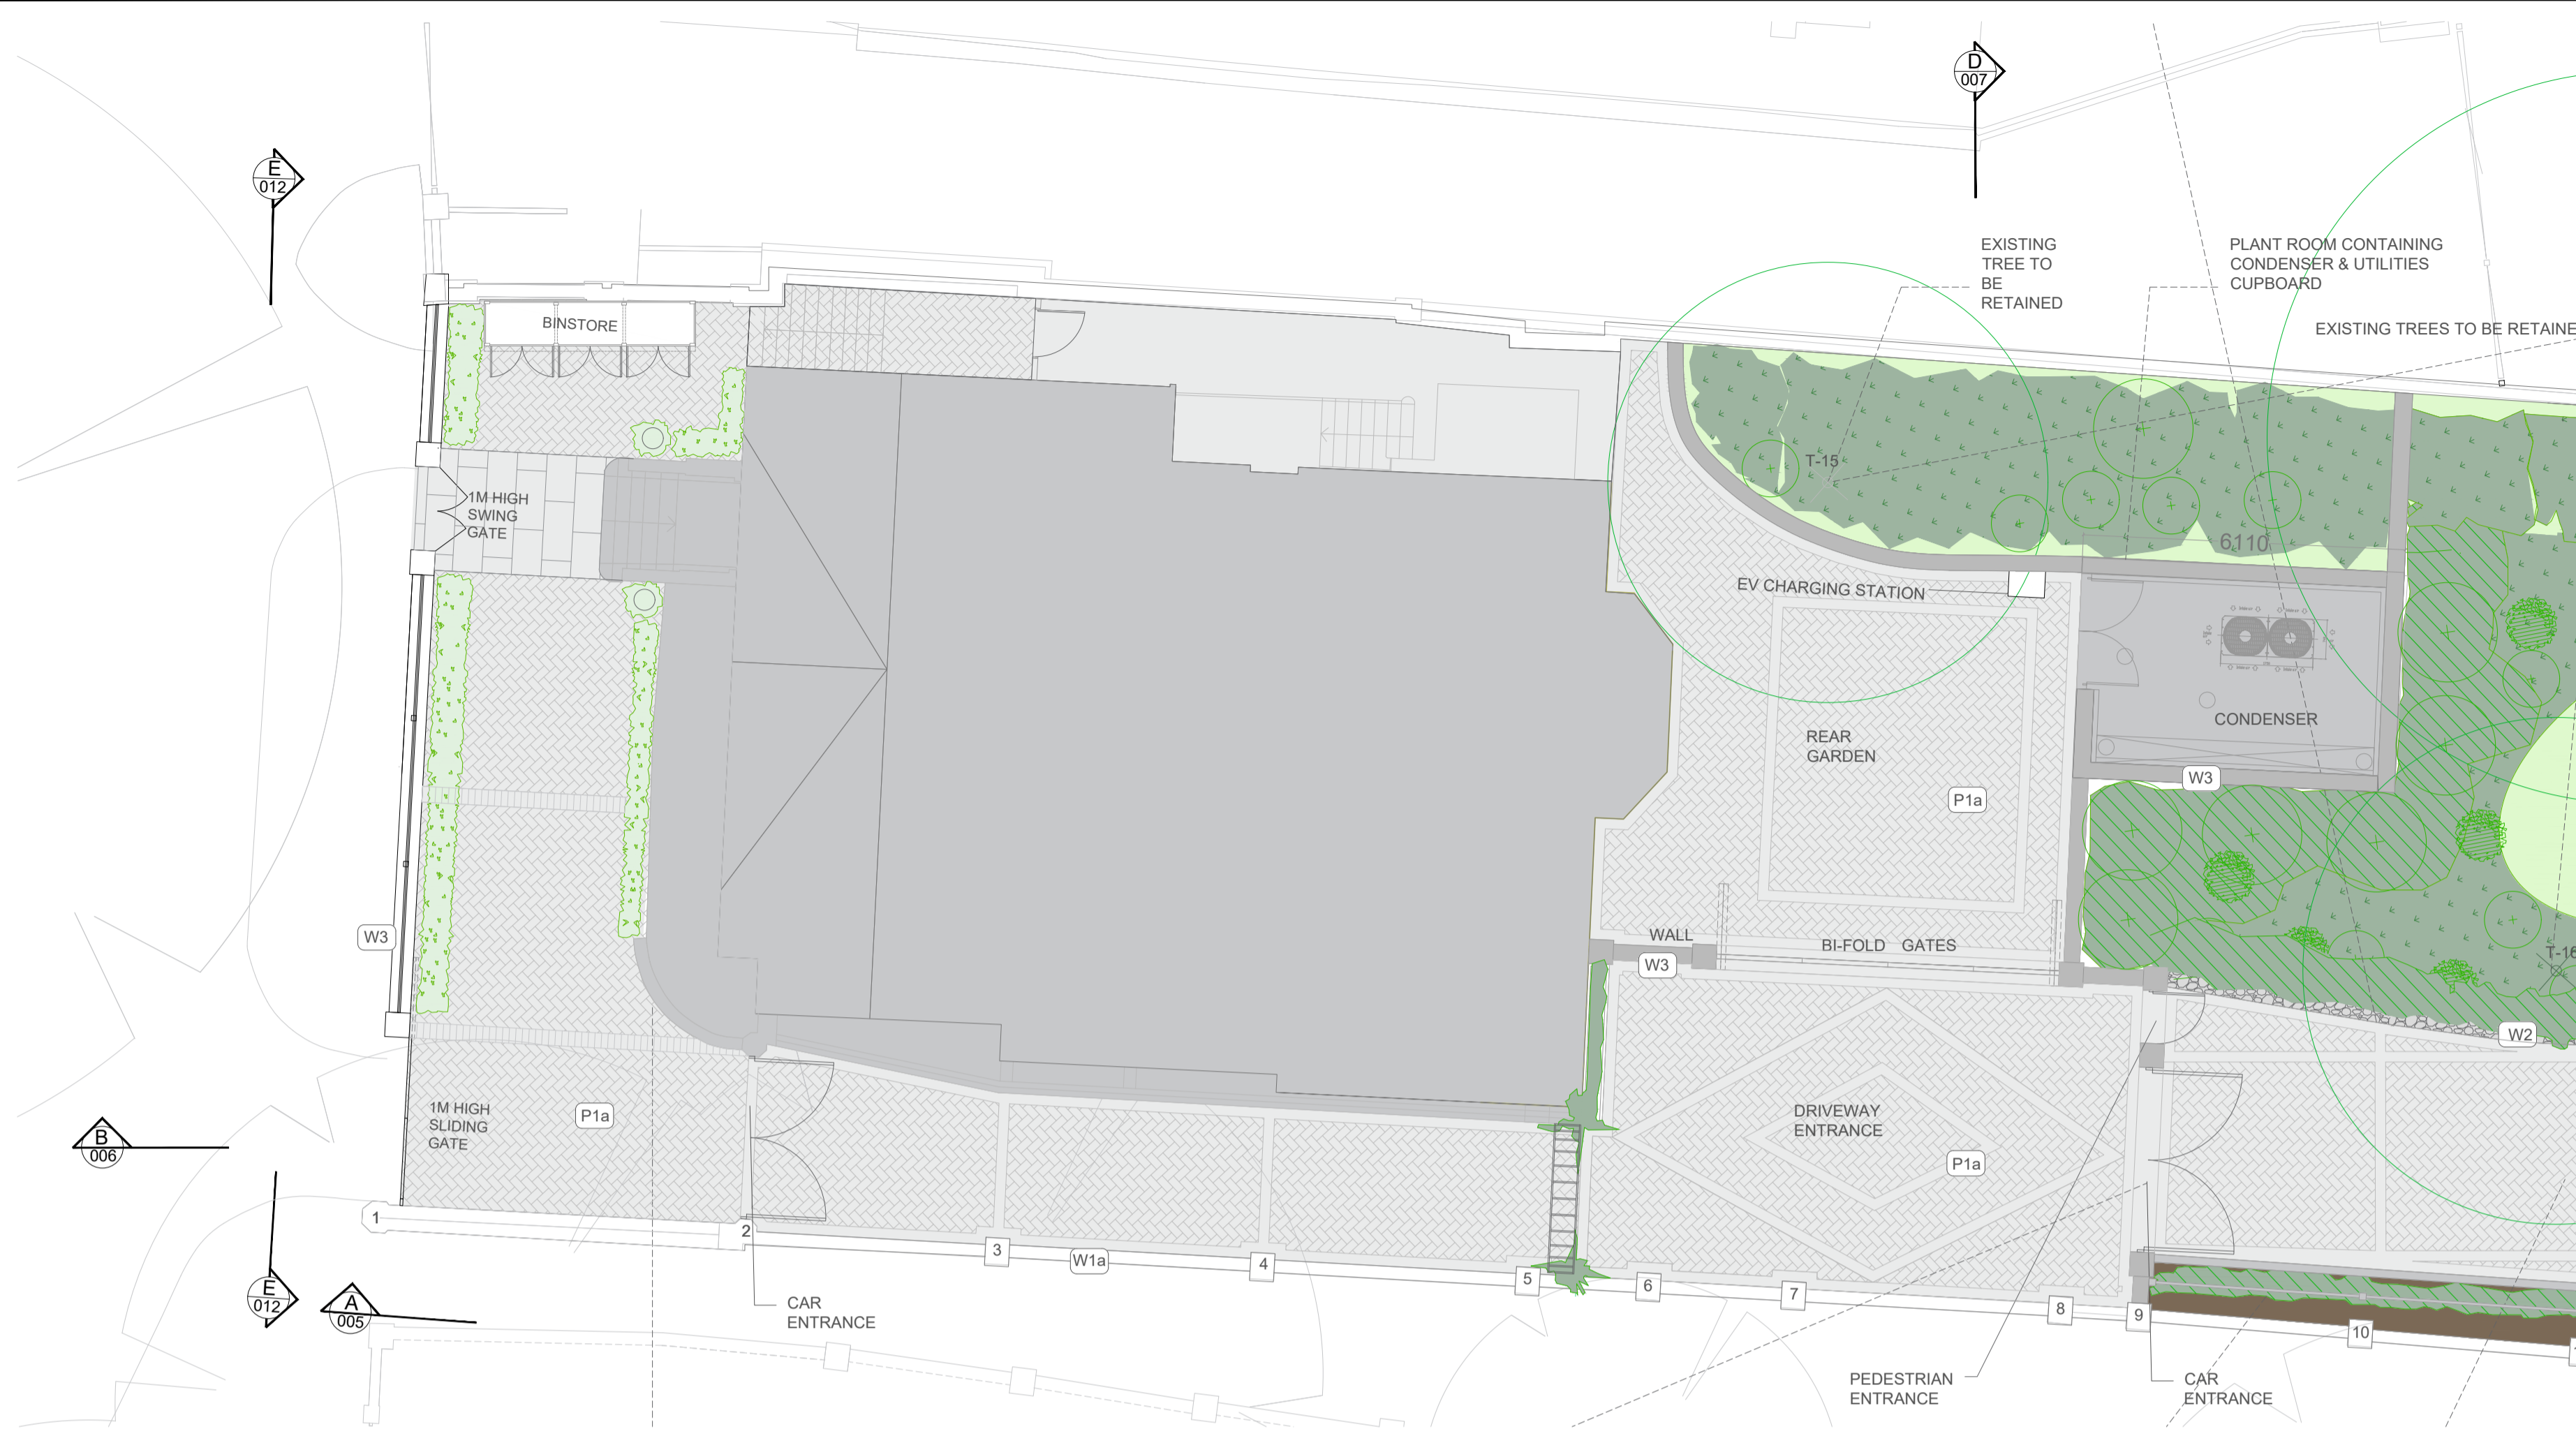 D
007
E
012
EXISTING
TREE TO
BE
RETAINED
PLANT ROOM CONTAINING
CONDENSER & UTILITIES
CUPBOARD
EXISTING TREES TO BE RETAINE
BINSTORE
T-15
1M HIGH
SWING
GATE
6110
EV CHARGING STATION
CONDENSER
REAR
GARDEN
W3
P1a
W3
WALL
BI-FOLD GATES
W3
T-16
W2
1M HIGH
SLIDING
GATE
P1a
DRIVEWAY
ENTRANCE
P1a
B
006
1
2
3
W1a
4
5
6
7
8
9
10
E
012
A
005
CAR
ENTRANCE
PEDESTRIAN
ENTRANCE
CAR
ENTRANCE